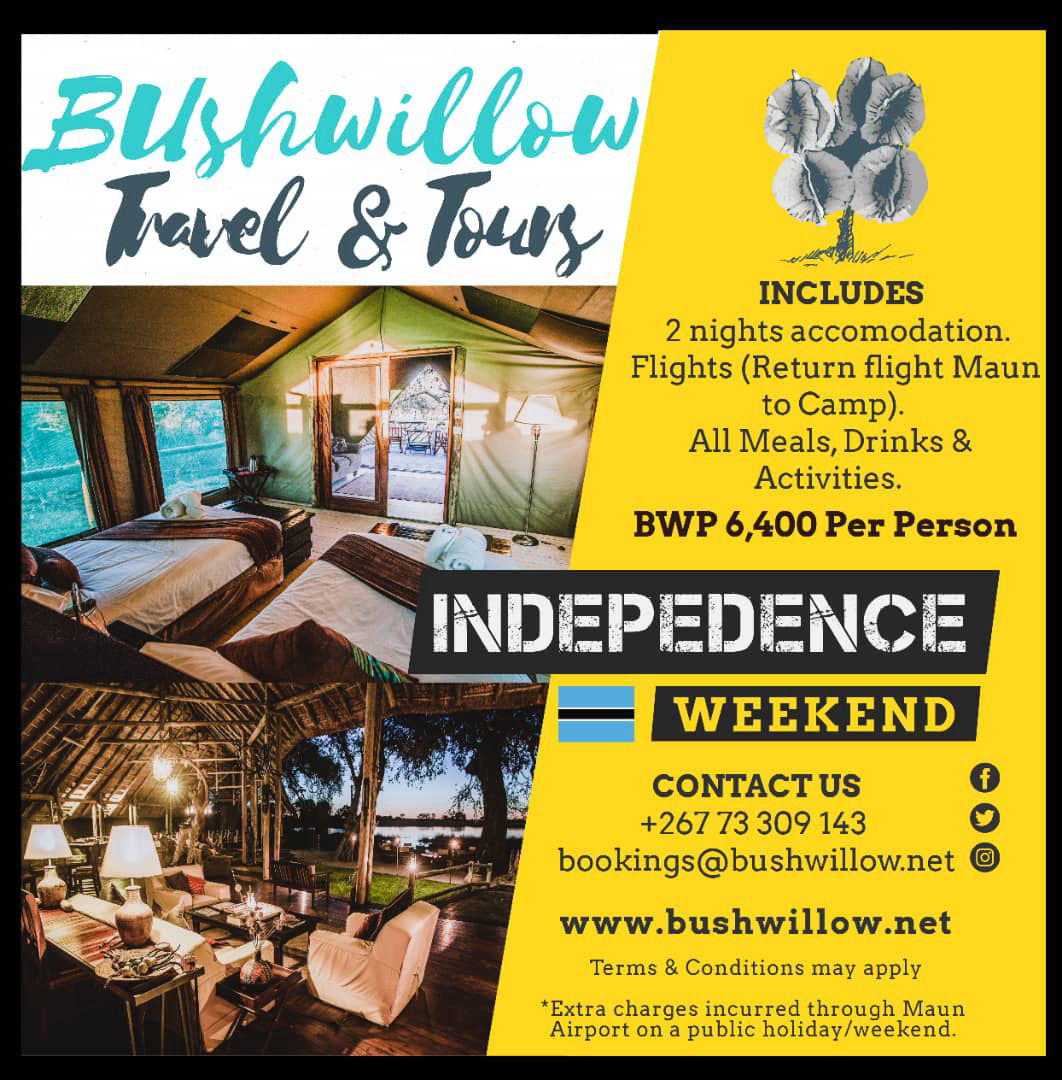 BUshwillow
Travel & Tours
INCLUDES
2 nights accomodation.
Flights (Return flight Maun
to Camp).
All Meals, Drinks &
Activities.
BWP 6,400 Per Person
INDEPEDENCE
WEEKEND
CONTACT US
+267 73 309 143
bookings@bushwillow.net
www.bushwillow.net
Terms & Conditions may apply
*Extra charges incurred through Maun
Airport on a public holiday/weekend.